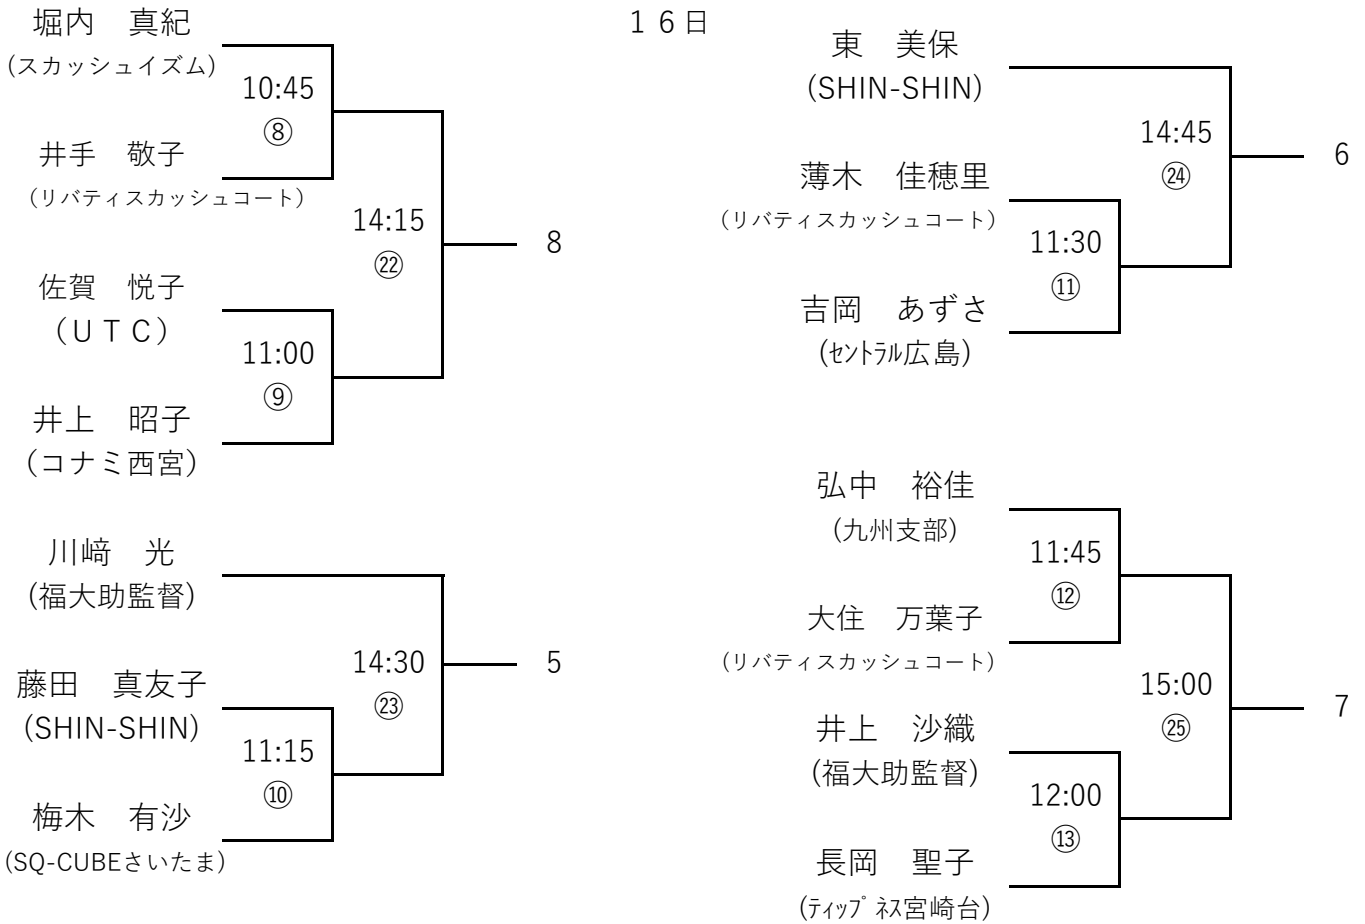 １６日
堀内　真紀
(スカッシュイズム)
10:45
⑧
井手　敬子
(リバティスカッシュコート)
14:15
㉒
8
佐賀　悦子
(ＵＴＣ)
11:00
⑨
井上　昭子
(コナミ西宮)
川﨑　光
(福大助監督)
14:30
㉓
5
藤田　真友子
(SHIN-SHIN)
11:15
⑩
梅木　有沙
(SQ-CUBEさいたま)
東　美保
(SHIN-SHIN)
14:45
㉔
6
薄木　佳穂里
(リバティスカッシュコート)
11:30
⑪
吉岡　あずさ
(ｾﾝﾄﾗﾙ広島)
弘中　裕佳
(九州支部)
11:45
⑫
大住　万葉子
(リバティスカッシュコート)
15:00
㉕
7
井上　沙織
(福大助監督)
12:00
⑬
長岡　聖子
(ﾃｨｯﾌﾟﾈｽ宮崎台)